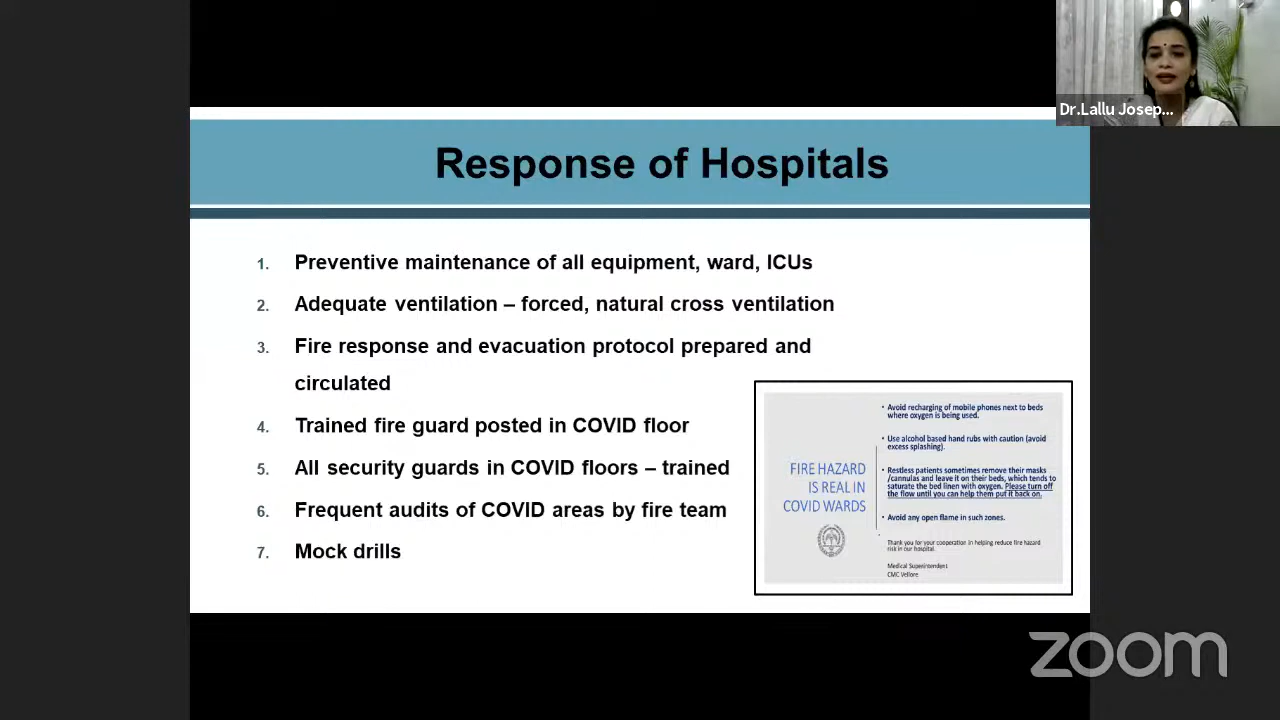 Dr.Lallu Josep...
Response of Hospitals
1. Preventive maintenance of all equipment, ward, ICUs
2. Adequate ventilation – forced, natural cross ventilation
3. Fire response and evacuation protocol prepared and
circulated
4. Trained fire guard posted in COVID floor
5. All security guards in COVID floors – trained
6. Frequent audits of COVID areas by fire team
7. Mock drills
FIRE HAZARD
IS REAL IN
COVID WARDS
• Avoid recharging of mobile phones next to beds
where oxygen is being used.
• Use alcohol based hand rubs with caution (avoid
excess splashing).
• Restless patients sometimes remove their masks
/cannulas and leave it on their beds, which tends to
saturate the bed linen with oxygen. Please turn off
the flow until you can help them put it back on.
• Avoid any open flame in such zones.
Thank you for your cooperation in helping reduce fire hazard
risk in our hospital.
Medical Superintendent
CMC Vellore
zoom